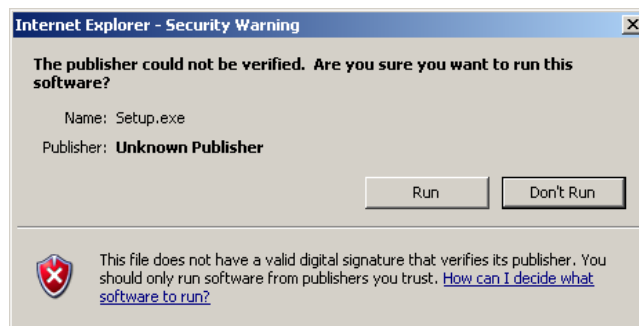 Internet Explorer - Security Warning
The publisher could not be verified.  Are you sure you want to run this
software?
Name: Setup.exe
Publisher: Unknown Publisher
Run
Don't Run
This file does not have a valid digital signature that verifies its publisher. You
should only run software from publishers you trust. How can I decide what
software to run?